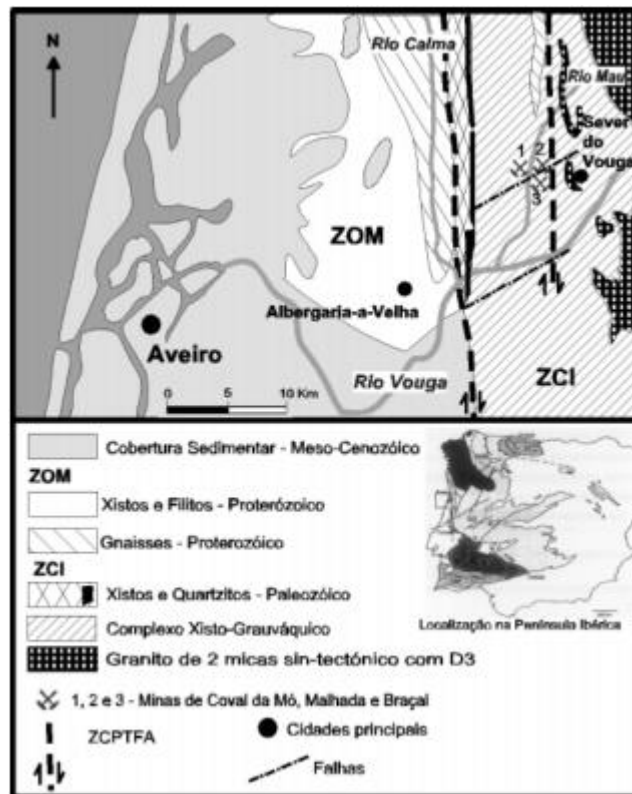 N
Rio Calma
Rio Mau
Sever
do
Vouga
1 2
3
ZOM
Albergaria-a-Velha
Aveiro
Rio Vouga
ZCI
0 5 10 Km
Cobertura Sedimentar - Meso-Cenozóico
ZOM
Xistos e Filitos - Proterózoico
Gnaisses - Proterozóico
ZCI
Xistos e Quartzitos - Paleozóico
Complexo Xisto-Grauváquico
Localização na Península Ibérica
Granito de 2 micas sin-tectónico com D3
1, 2 e 3 - Minas de Coval da Mó, Malhada e Braçal
ZCPTFA
Cidades principais
Falhas